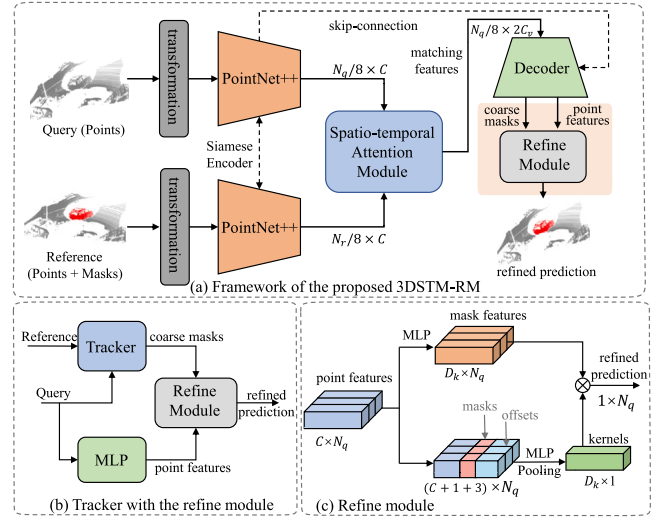 skip-connection
N_q/8 × 2C_v
transformation
PointNet++
N_q/8 × C
matching
features
Decoder
Query (Points)
coarse
masks
point
features
Siamese
Encoder
Spatio-temporal
Attention
Module
Refine
Module
transformation
PointNet++
N_r/8 × C
Reference
(Points + Masks)
refined prediction
(a) Framework of the proposed 3DSTM-RM
Reference
Tracker
coarse masks
Query
Refine
Module
refined
prediction
MLP
point features
(b) Tracker with the refine module
mask features
MLP
point features
D_k×N_q
refined
prediction
1×N_q
C×N_q
masks
offsets
MLP
Pooling
kernels
(C + 1 + 3) ×N_q
D_k×1
(c) Refine module